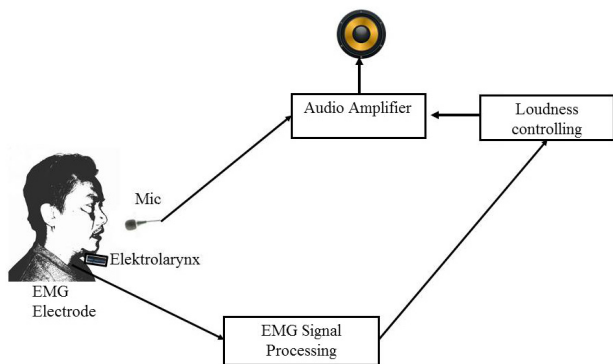 Audio Amplifier
Loudness
controlling
Mic
Elektrolarynx
EMG
Electrode
EMG Signal
Processing